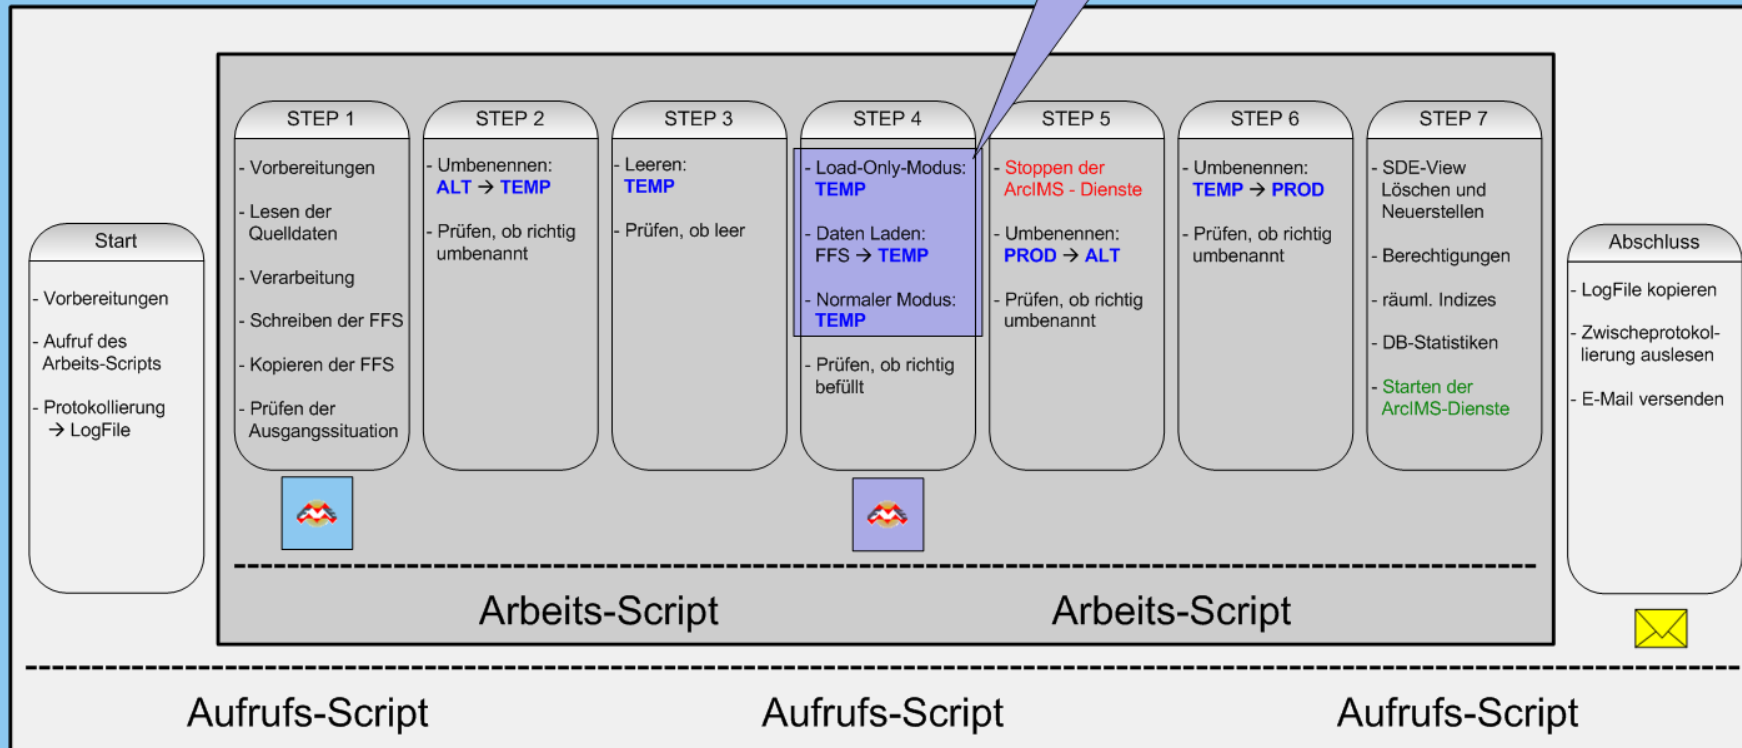 Start
- Vorbereitungen
- Aufruf des
Arbeits-Scripts
- Protokollierung
→ LogFile
STEP 1
- Vorbereitungen
- Lesen der
Quelldaten
- Verarbeitung
- Schreiben der FFS
- Kopieren der FFS
- Prüfen der
Ausgangssituation
STEP 2
- Umbenennen:
ALT → TEMP
- Prüfen, ob richtig
umbenannt
STEP 3
- Leeren:
TEMP
- Prüfen, ob leer
STEP 4
- Load-Only-Modus:
TEMP
- Daten Laden:
FFS → TEMP
- Normaler Modus:
TEMP
- Prüfen, ob richtig
befüllt
STEP 5
- Stoppen der
ArcIMS - Dienste
- Umbenennen:
PROD → ALT
- Prüfen, ob richtig
umbenannt
STEP 6
- Umbenennen:
TEMP → PROD
- Prüfen, ob richtig
umbenannt
STEP 7
- SDE-View
Löschen und
Neuerstellen
- Berechtigungen
- räuml. Indizes
- DB-Statistiken
- Starten der
ArcIMS-Dienste
Abschluss
- LogFile kopieren
- Zwischeprotokol-
lierung auslesen
- E-Mail versenden
Arbeits-Script
Arbeits-Script
Aufrufs-Script
Aufrufs-Script
Aufrufs-Script